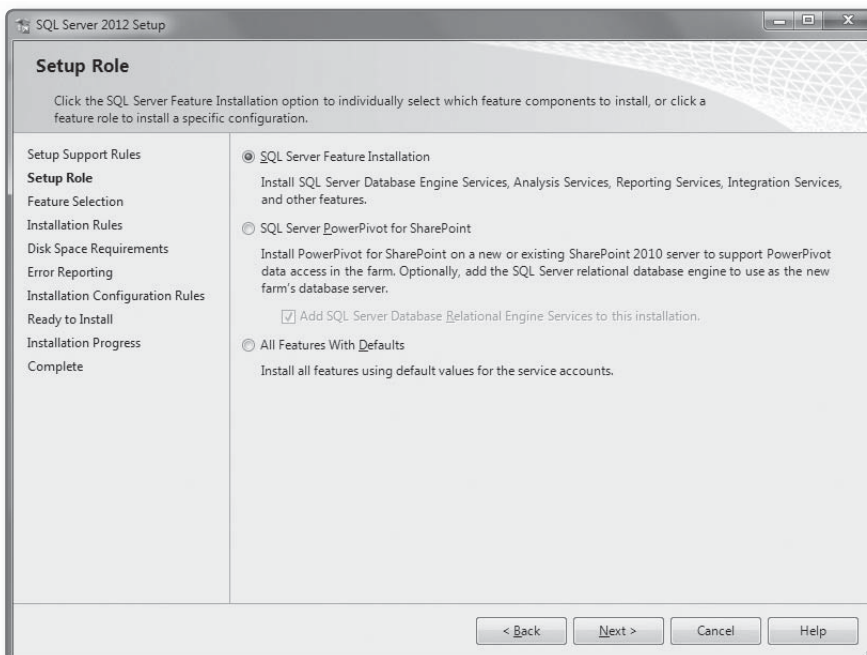 SQL Server 2012 Setup
Setup Role
Click the SQL Server Feature Installation option to individually select which feature components to install, or click a
feature role to install a specific configuration.
Setup Support Rules
Setup Role
Feature Selection
Installation Rules
Disk Space Requirements
Error Reporting
Installation Configuration Rules
Ready to Install
Installation Progress
Complete
SQL Server Feature Installation
Install SQL Server Database Engine Services, Analysis Services, Reporting Services, Integration Services,
and other features.
SQL Server PowerPivot for SharePoint
Install PowerPivot for SharePoint on a new or existing SharePoint 2010 server to support PowerPivot
data access in the farm. Optionally, add the SQL Server relational database engine to use as the new
farm's database server.
Add SQL Server Database Relational Engine Services to this installation.
All Features With Defaults
Install all features using default values for the service accounts.
< Back
Next >
Cancel
Help